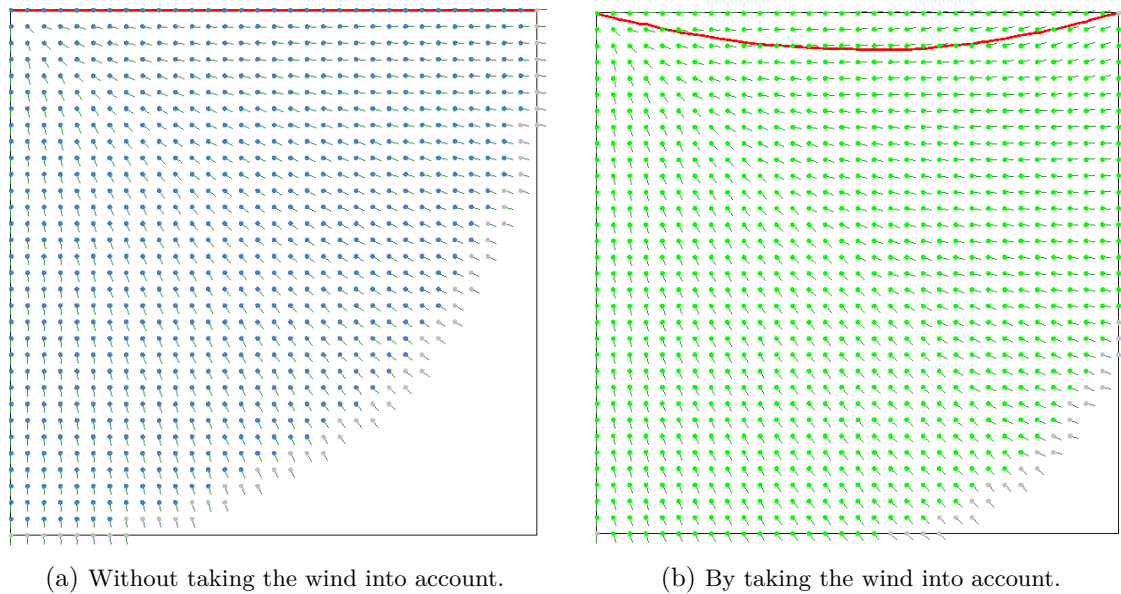 (a) Without taking the wind into account.
(b) By taking the wind into account.